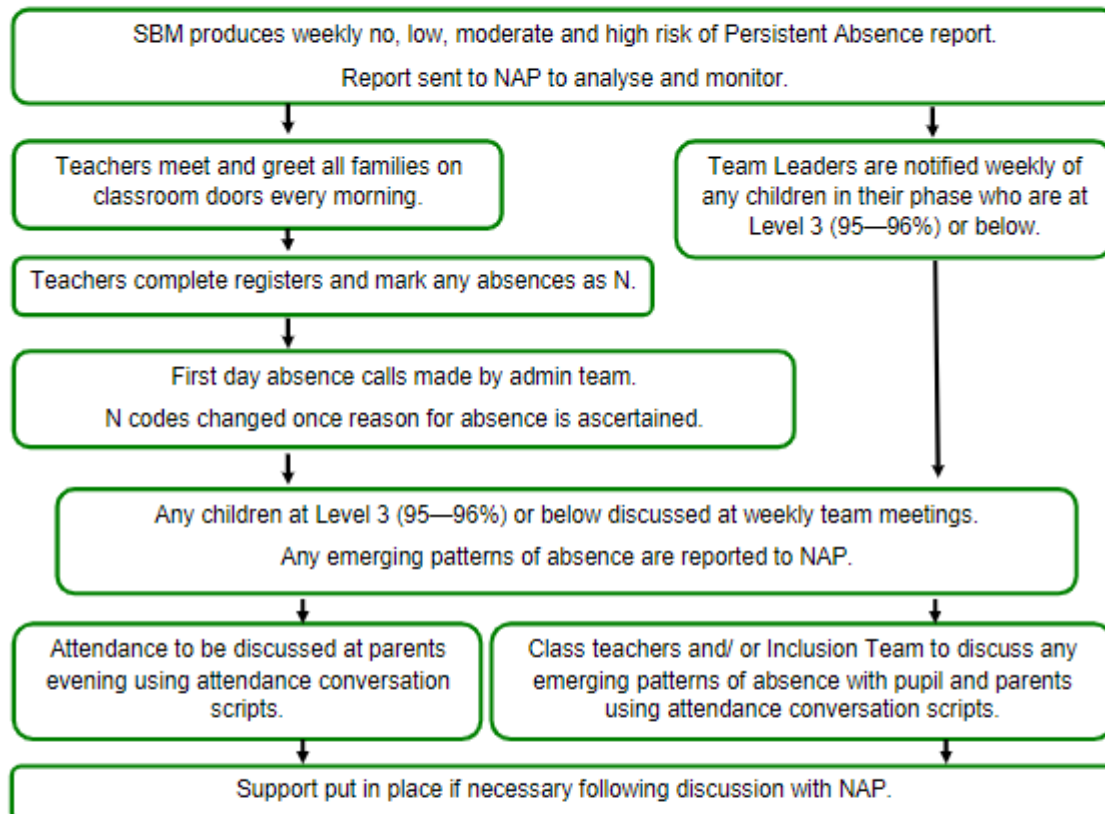 SBM produces weekly no, low, moderate and high risk of Persistent Absence report.
Report sent to NAP to analyse and monitor.
Teachers meet and greet all families on
classroom doors every morning.
Team Leaders are notified weekly of
any children in their phase who are at
Level 3 (95—96%) or below.
Teachers complete registers and mark any absences as N.
First day absence calls made by admin team.
N codes changed once reason for absence is ascertained.
Any children at Level 3 (95—96%) or below discussed at weekly team meetings.
Any emerging patterns of absence are reported to NAP.
Attendance to be discussed at parents
evening using attendance conversation
scripts.
Class teachers and/ or Inclusion Team to discuss any
emerging patterns of absence with pupil and parents
using attendance conversation scripts.
Support put in place if necessary following discussion with NAP.